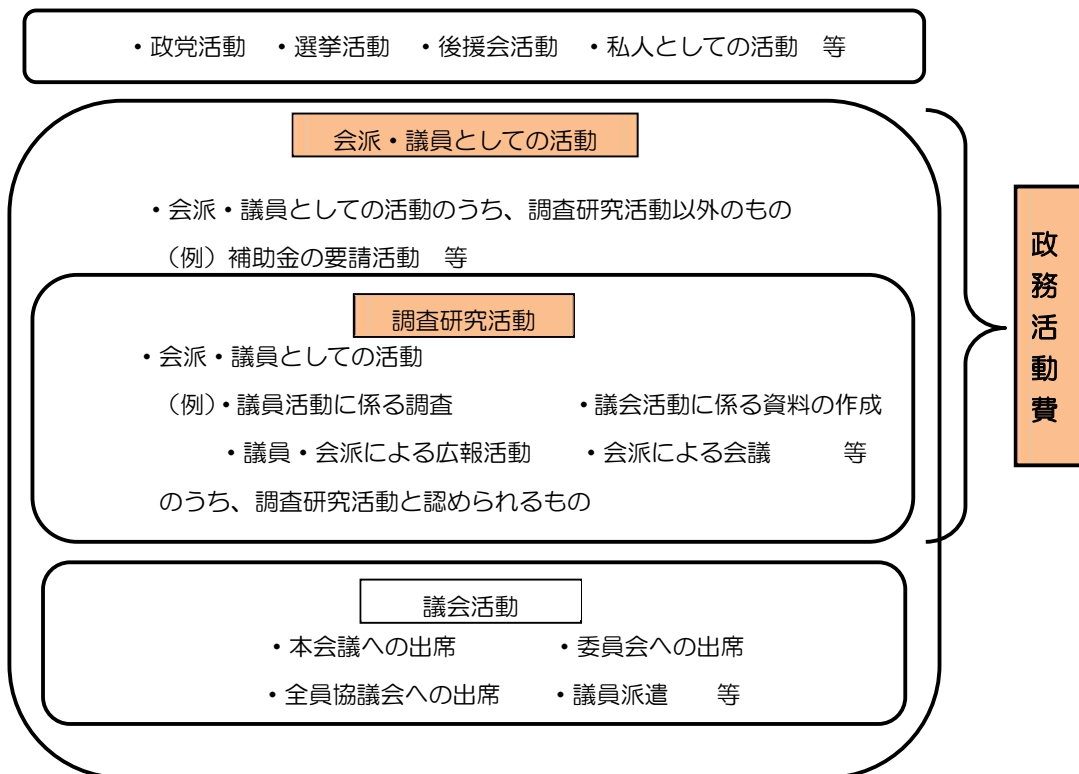 ・政党活動　・選挙活動　・後援会活動　・私人としての活動　等
会派・議員としての活動
・会派・議員としての活動のうち、調査研究活動以外のもの
（例）補助金の要請活動　等
調査研究活動
・会派・議員としての活動
（例）・議員活動に係る調査　・議会活動に係る資料の作成
・議員・会派による広報活動　・会派による会議　等
のうち、調査研究活動と認められるもの
議会活動
・本会議への出席　・委員会への出席
・全員協議会への出席　・議員派遣　等
政務活動費